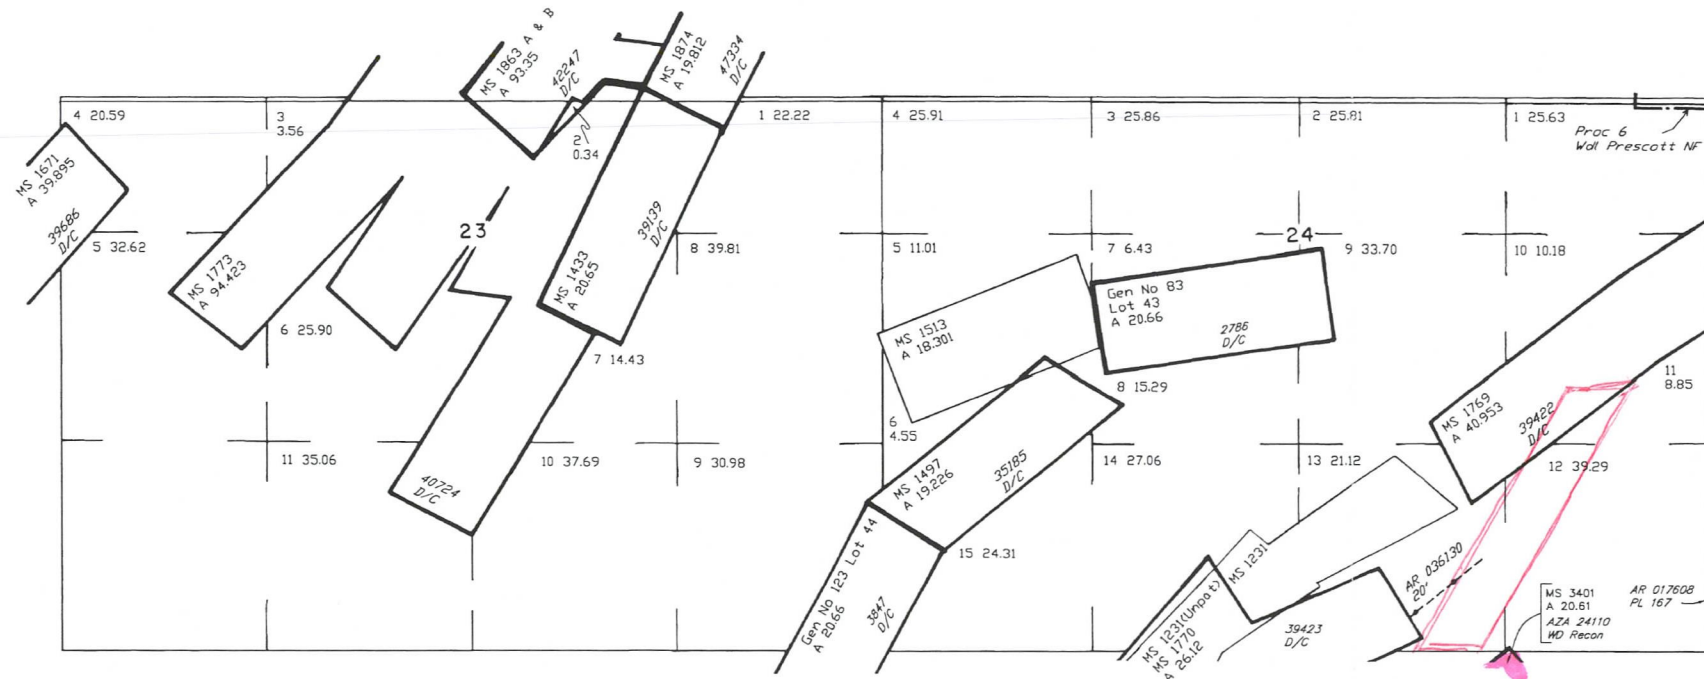 MS 1863 A & B
A 93.35
42247
D/C
MS 1874
A 19.812
47334
D/C
4 20.59
3
3.56
2
0.34
1 22.22
4 25.91
3 25.86
2 25.81
1 25.63
Proc 6
Wdl Prescott NF
MS 1671
A 39.895
39686
D/C
5 32.62
23
39139
D/C
8 39.81
5 11.01
7 6.43
24
9 33.70
10 10.18
MS 1773
A 94.423
MS 1433
A 20.65
6 25.90
7 14.43
MS 1513
A 18.301
Gen No 83
Lot 43
A 20.66
2786
D/C
8 15.29
11
8.85
6
4.55
MS 1769
A 40.953
39422
D/C
11 35.06
10 37.69
9 30.98
14 27.06
13 21.12
12 39.29
40724
D/C
MS 1497
A 19.226
35185
D/C
15 24.31
Gen No 123 Lot 44
A 20.66
3847
D/C
MS 1231
MS 1231(Unpat)
MS 1770
A 26.12
39423
D/C
AR 036130
20'
MS 3401
A 20.61
AZA 24110
WD Recon
AR 017608
PL 167